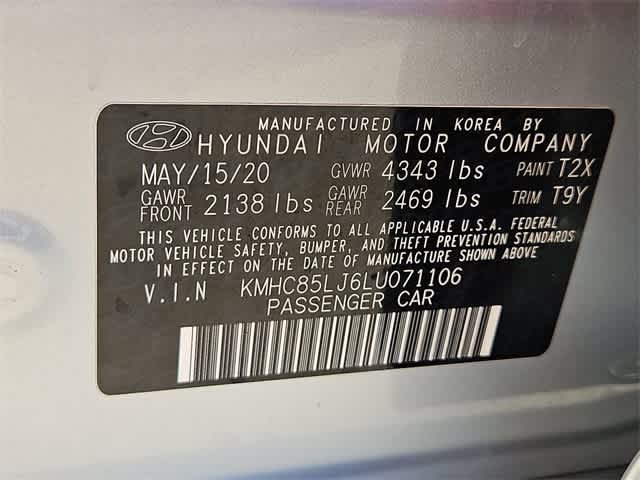 MANUFACTURED IN KOREA BY
HYUNDAI MOTOR COMPANY
MAY/15/20 GVWR 4343 lbs PAINT T2X
GAWR FRONT 2138 lbs GAWR REAR 2469 lbs TRIM T9Y
THIS VEHICLE CONFORMS TO ALL APPLICABLE U.S.A. FEDERAL
MOTOR VEHICLE SAFETY, BUMPER, AND THEFT PREVENTION STANDARDS
IN EFFECT ON THE DATE OF MANUFACTURE SHOWN ABOVE
V.I.N KMHC85LJ6LU071106
PASSENGER CAR